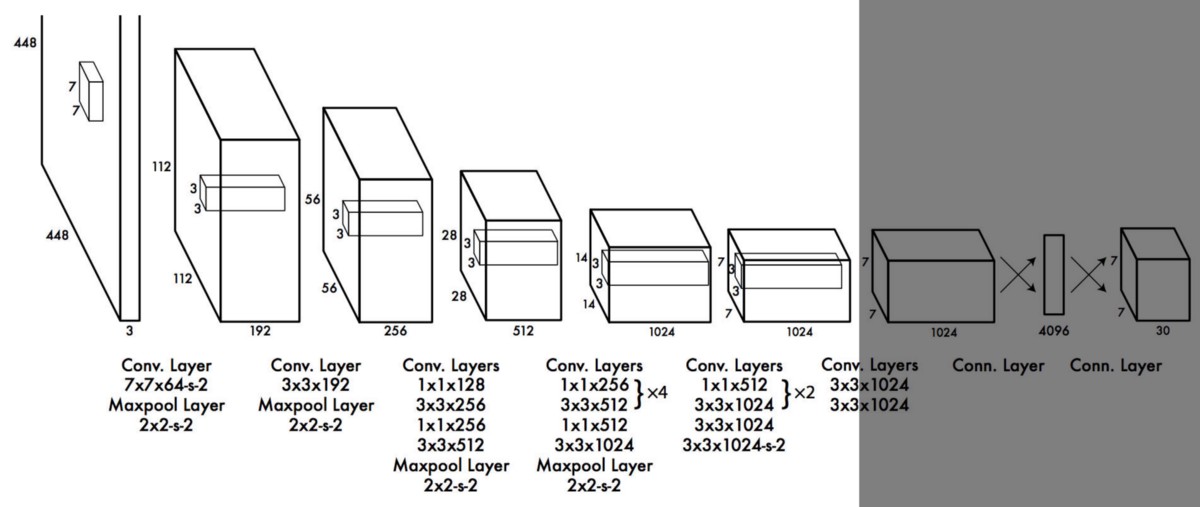 448
7
7
448
3
112
3
3
112
192
56
3
3
56
256
28
3
3
28
512
14
3
3
14
1024
7
3
3
7
1024
7
7
1024
4096
7
7
30
Conv. Layer
7x7x64-s-2
Maxpool Layer
2x2-s-2
Conv. Layer
3x3x192
Maxpool Layer
2x2-s-2
Conv. Layers
1x1x128
3x3x256
1x1x256
3x3x512
Maxpool Layer
2x2-s-2
Conv. Layers
1x1x256
3x3x512
}×4
1x1x512
3x3x1024
Maxpool Layer
2x2-s-2
Conv. Layers
1x1x512
3x3x1024
}×2
3x3x1024
3x3x1024-s-2
Conv. Layers
3x3x1024
3x3x1024
Conn. Layer
Conn. Layer